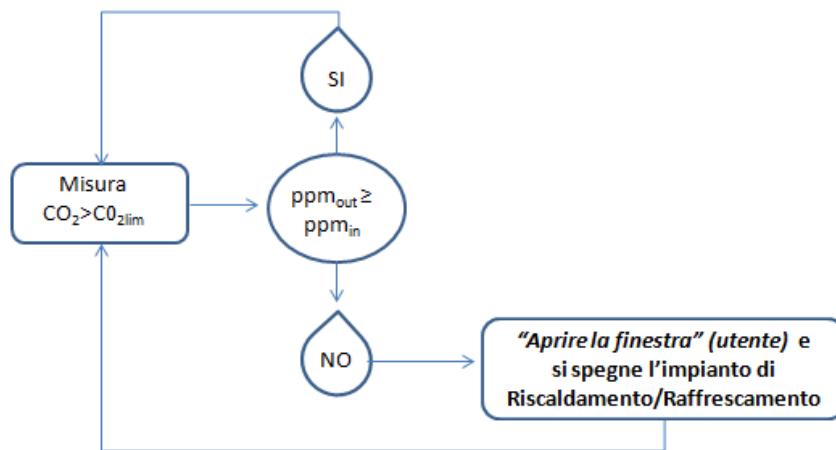 SI
Misura
CO₂>C0₂lim
ppmout ≥
ppmin
NO
“Aprire la finestra” (utente) e
si spegne l’impianto di
Riscaldamento/Raffrescamento